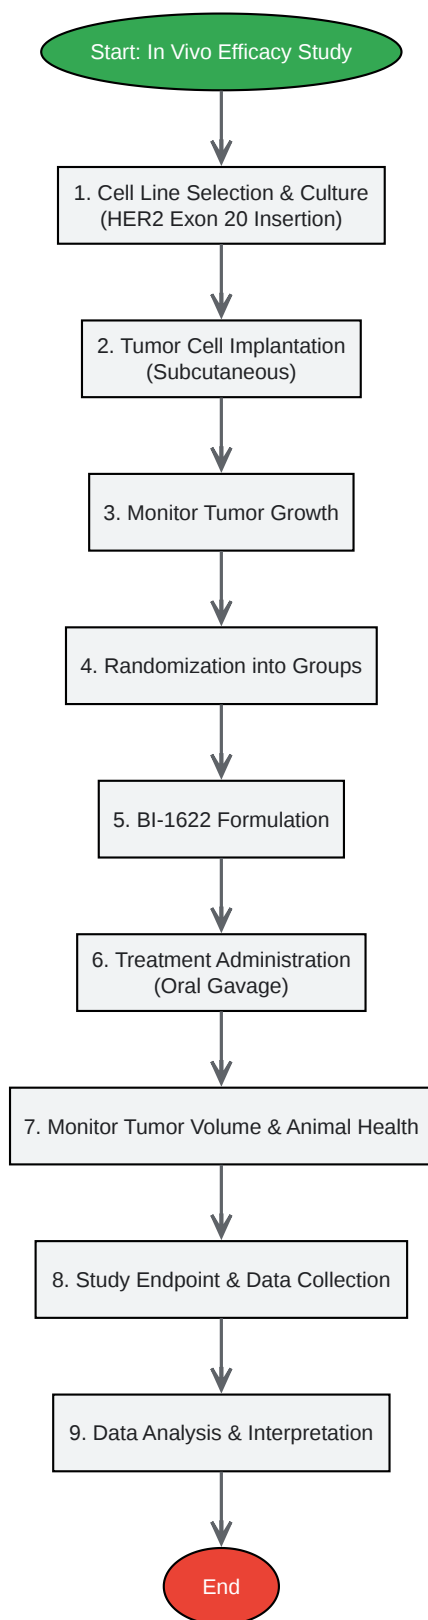 Start: In Vivo Efficacy Study
1. Cell Line Selection & Culture
(HER2 Exon 20 Insertion)
2. Tumor Cell Implantation
(Subcutaneous)
3. Monitor Tumor Growth
4. Randomization into Groups
5. BI-1622 Formulation
6. Treatment Administration
(Oral Gavage)
7. Monitor Tumor Volume & Animal Health
8. Study Endpoint & Data Collection
9. Data Analysis & Interpretation
End